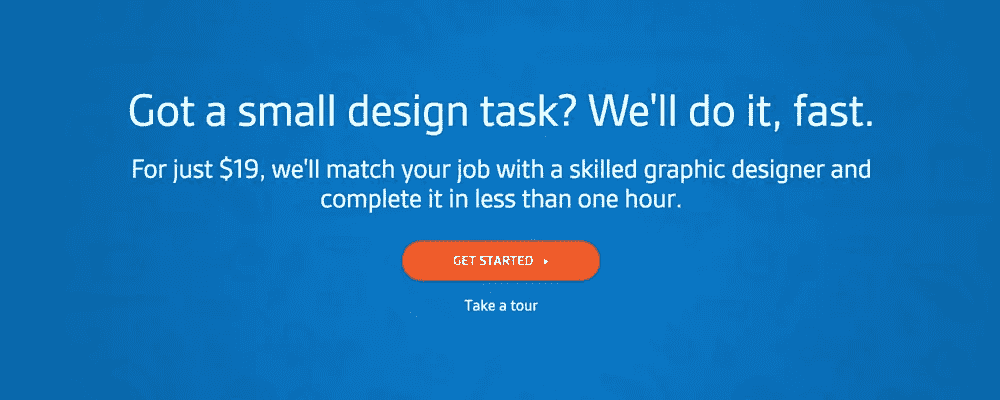 Got a small design task? We'll do it, fast.
For just $19, we'll match your job with a skilled graphic designer and
complete it in less than one hour.
GET STARTED ▸
Take a tour